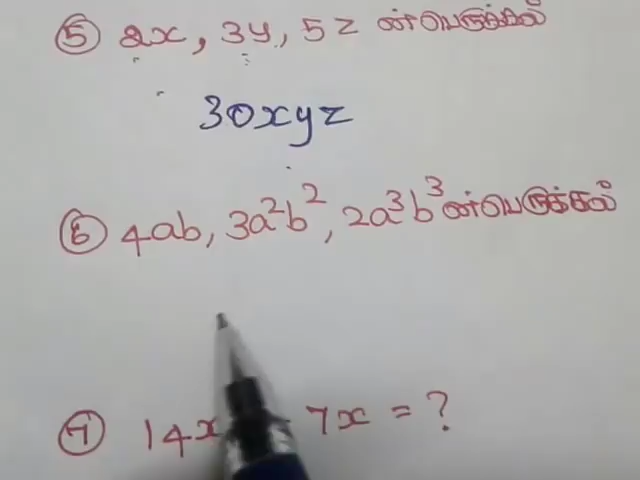 ⑤ 2x, 3y, 5z ன்பெருக்கல்
30xyz
⑥ 4ab, 3a²b², 2a³b³ ன்பெருக்கல்
⑦ 14x 7x = ?